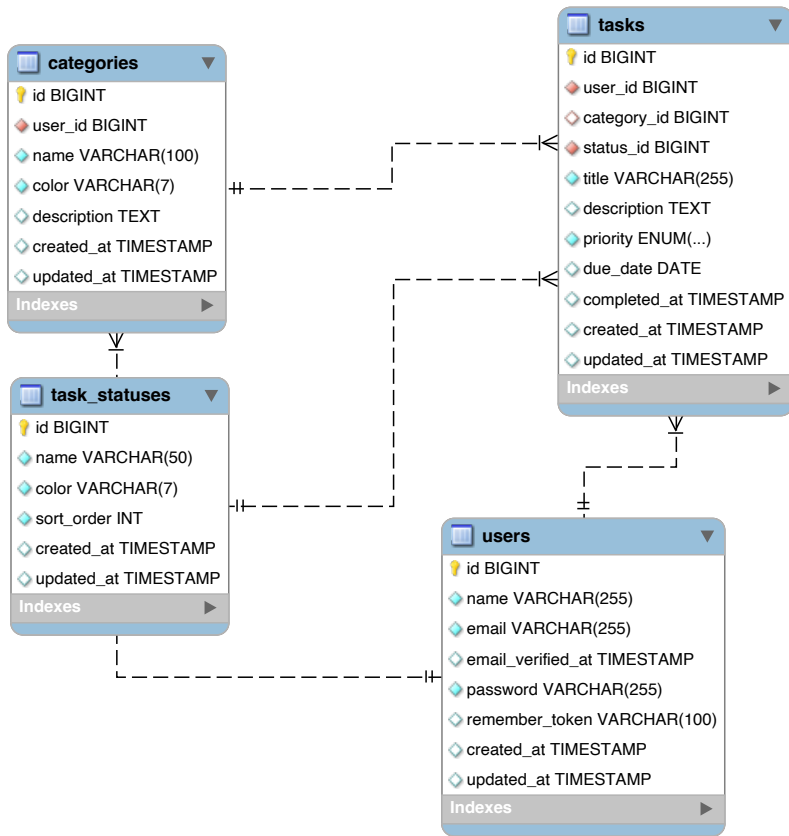 categories
id BIGINT
user_id BIGINT
name VARCHAR(100)
color VARCHAR(7)
description TEXT
created_at TIMESTAMP
updated_at TIMESTAMP
Indexes
tasks
id BIGINT
user_id BIGINT
category_id BIGINT
status_id BIGINT
title VARCHAR(255)
description TEXT
priority ENUM(...)
due_date DATE
completed_at TIMESTAMP
created_at TIMESTAMP
updated_at TIMESTAMP
Indexes
task_statuses
id BIGINT
name VARCHAR(50)
color VARCHAR(7)
sort_order INT
created_at TIMESTAMP
updated_at TIMESTAMP
Indexes
users
id BIGINT
name VARCHAR(255)
email VARCHAR(255)
email_verified_at TIMESTAMP
password VARCHAR(255)
remember_token VARCHAR(100)
created_at TIMESTAMP
updated_at TIMESTAMP
Indexes